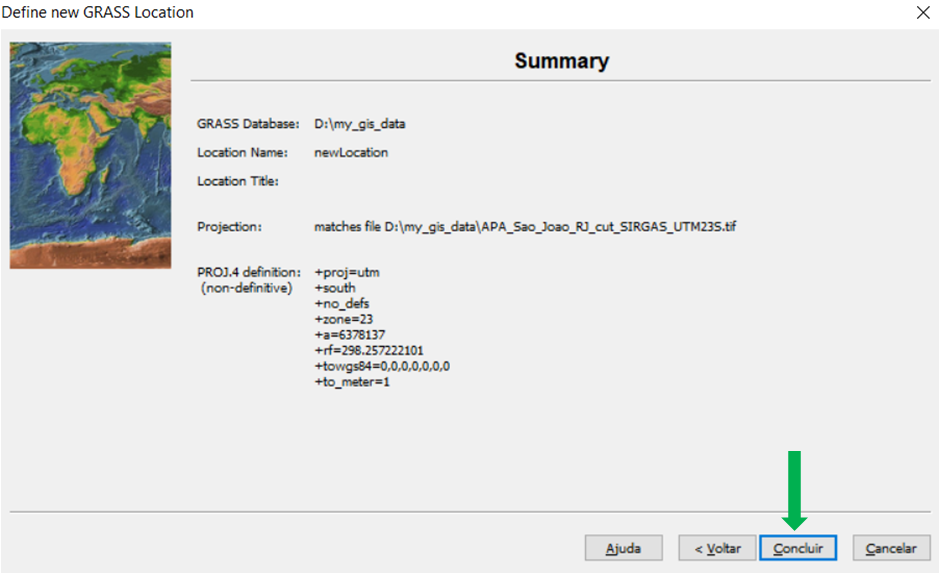 Define new GRASS Location
Summary
GRASS Database: D:\my_gis_data
Location Name: newLocation
Location Title:
Projection: matches file D:\my_gis_data\APA_Sao_Joao_RJ_cut_SIRGAS_UTM23S.tif
PROJ.4 definition: +proj=utm
(non-definitive) +south
+no_defs
+zone=23
+a=6378137
+rf=298.257222101
+towgs84=0,0,0,0,0,0,0
+to_meter=1
Ajuda < Voltar Concluir Cancelar